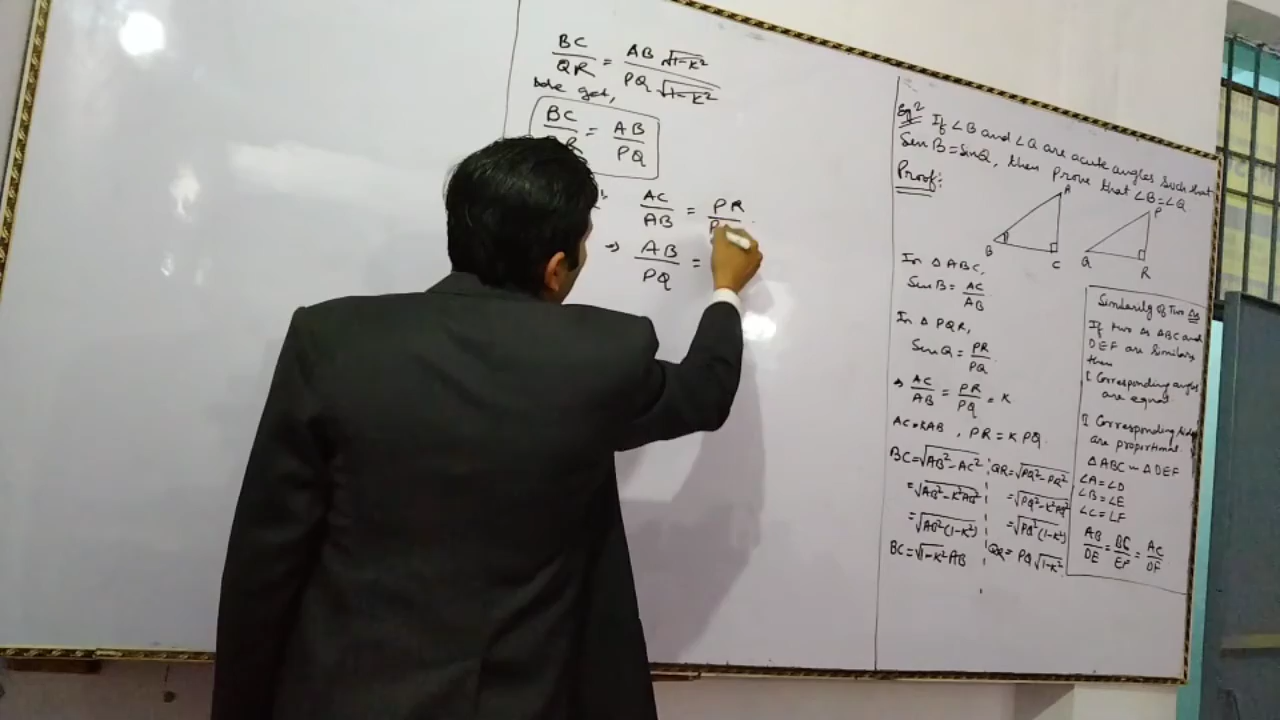 BC/QR = AB √1-K² / PQ √1-K²
we get,
BC/ = AB/PQ
AC/AB = PR/P
⇒ AB/PQ =
Eg 2 If ∠B and ∠Q are acute angles such that
Sin B = Sin Q, then prove that ∠B = ∠Q
Proof:
A
B
C
P
Q
R
In Δ ABC,
Sin B = AC/AB
In Δ PQR,
Sin Q = PR/PQ
⇒ AC/AB = PR/PQ = K
AC = KAB, PR = K PQ.
BC = √AB² - AC²
= √AB² - K²AB²
= √AB²(1-K²)
BC = √1-K² AB
QR = √PQ² - PR²
= √PQ² - K²PQ²
= √PQ²(1-K²)
QR = PQ √1-K²
Similarity of Two Δs
If two Δs ABC and
DEF are similar,
then
I Corresponding angles
are equal
II Corresponding sides
are proportional.
Δ ABC ~ Δ DEF
∠A = ∠D
∠B = ∠E
∠C = ∠F
AB/DE = BC/EF = AC/DF